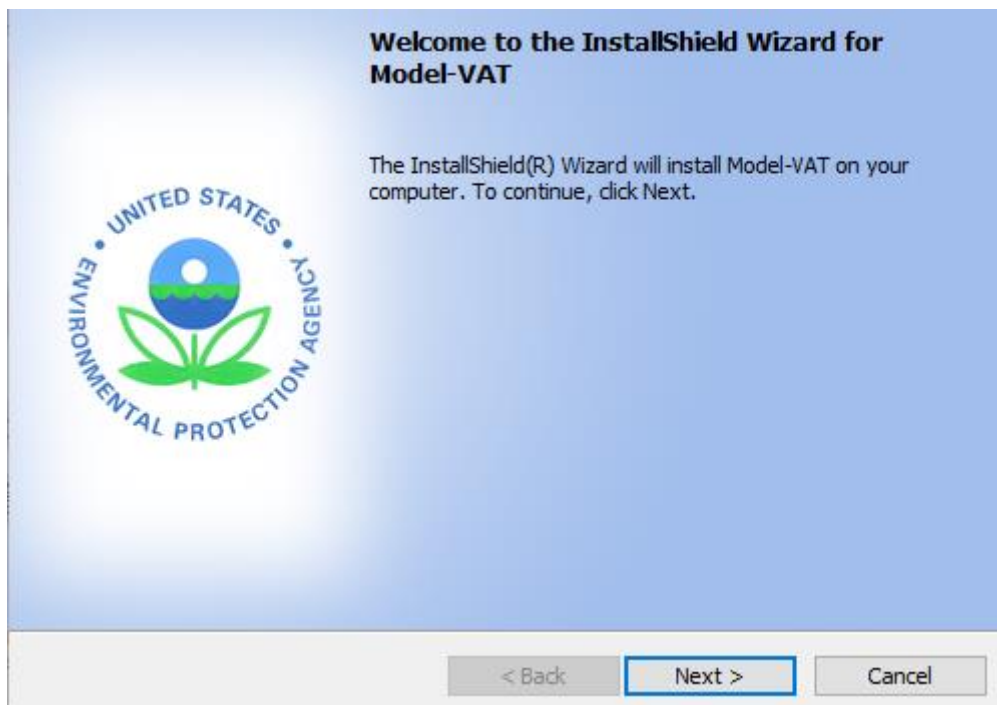 Welcome to the InstallShield Wizard for
Model-VAT
The InstallShield(R) Wizard will install Model-VAT on your
computer. To continue, click Next.
UNITED STATES • ENVIRONMENTAL PROTECTION AGENCY •
< Back
Next >
Cancel